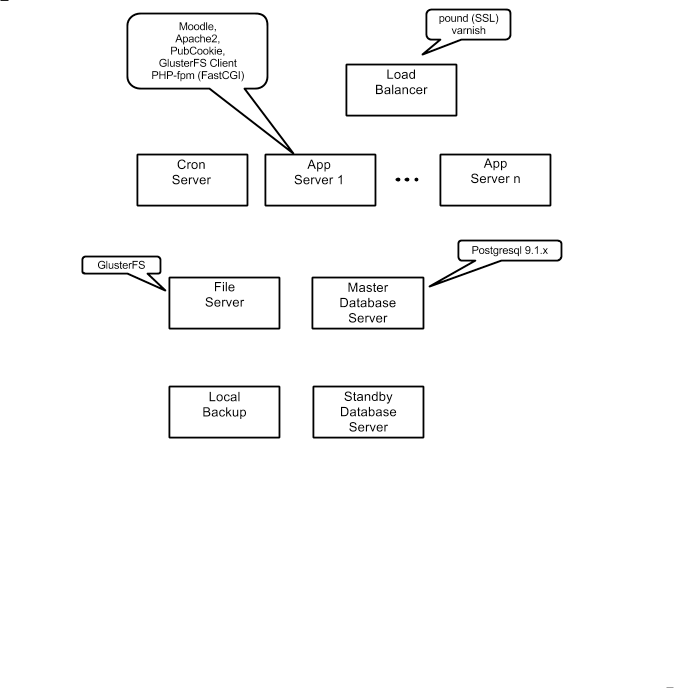 Moodle,
Apache2,
PubCookie,
GlusterFS Client
PHP-fpm (FastCGI)
pound (SSL)
varnish
Load
Balancer
Cron
Server
App
Server 1
...
App
Server n
GlusterFS
Postgresql 9.1.x
File
Server
Master
Database
Server
Local
Backup
Standby
Database
Server